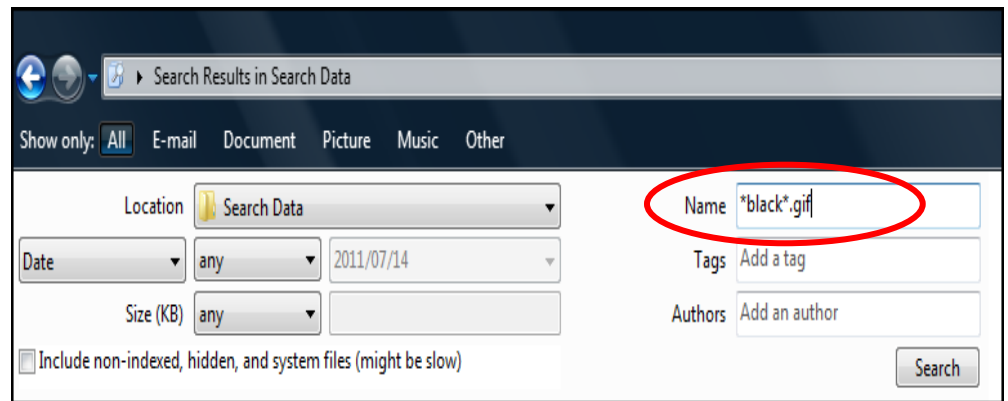 Search Results in Search Data
Show only: All E-mail Document Picture Music Other
Location Search Data Name *black*.gif
Date any 2011/07/14 Tags Add a tag
Size (KB) any Authors Add an author
Include non-indexed, hidden, and system files (might be slow) Search